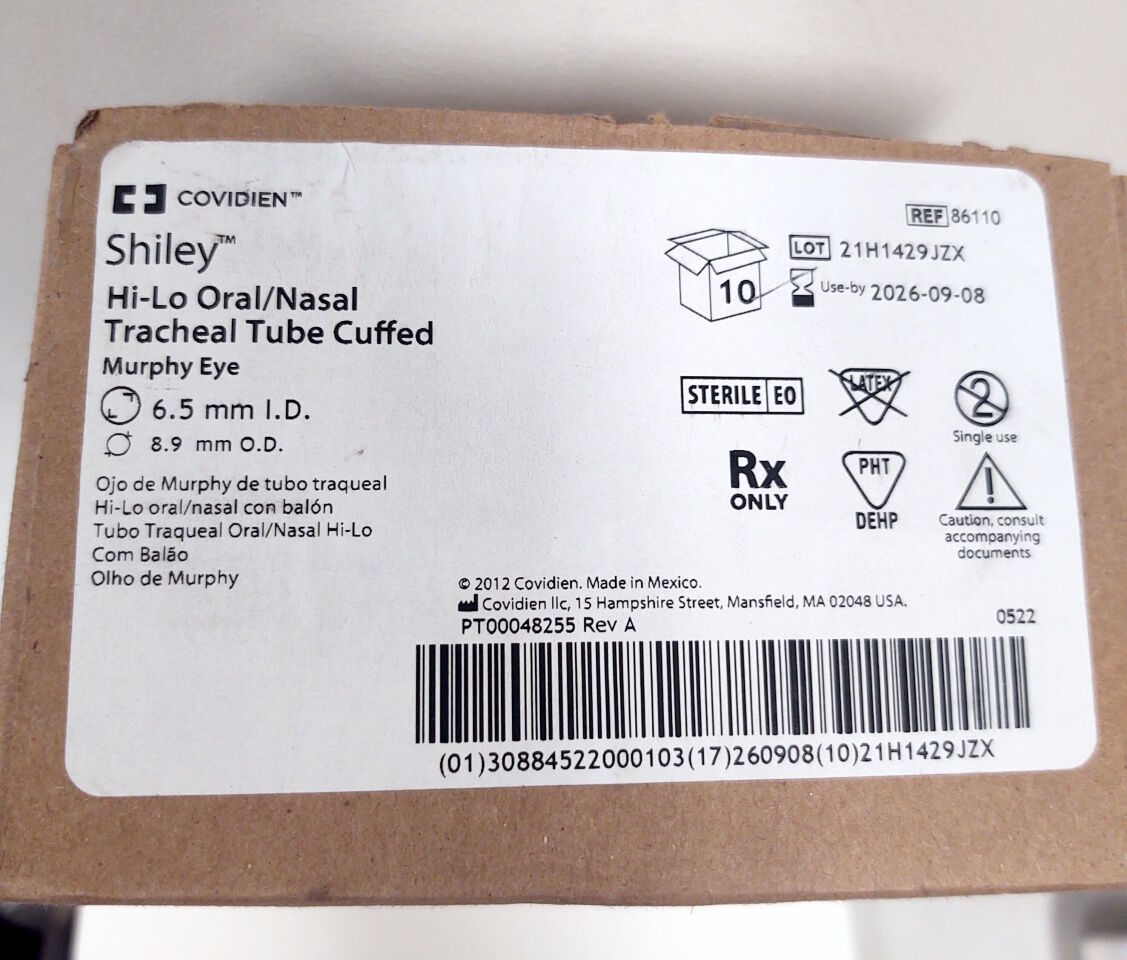 COVIDIEN™
Shiley™
Hi-Lo Oral/Nasal
Tracheal Tube Cuffed
Murphy Eye
6.5 mm I.D.
8.9 mm O.D.
Ojo de Murphy de tubo traqueal
Hi-Lo oral/nasal con balón
Tubo Traqueal Oral/Nasal Hi-Lo
Com Balão
Olho de Murphy
REF 86110
10
LOT 21H1429JZX
Use-by 2026-09-08
STERILE EO
LATEX
2
Single use
Rx
ONLY
PHT
DEHP
!
Caution, consult
accompanying
documents
© 2012 Covidien. Made in Mexico.
Covidien llc, 15 Hampshire Street, Mansfield, MA 02048 USA.
PT00048255 Rev A
0522
(01)30884522000103(17)260908(10)21H1429JZX